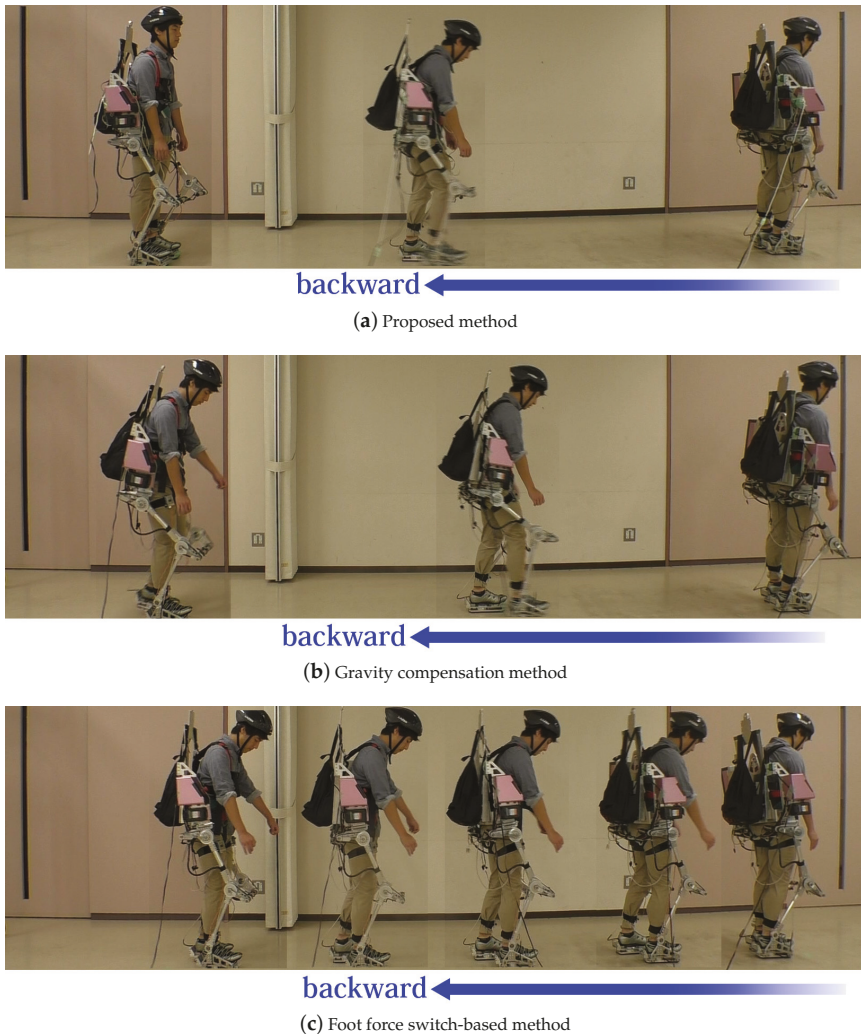 backward
(a) Proposed method
backward
(b) Gravity compensation method
backward
(c) Foot force switch-based method